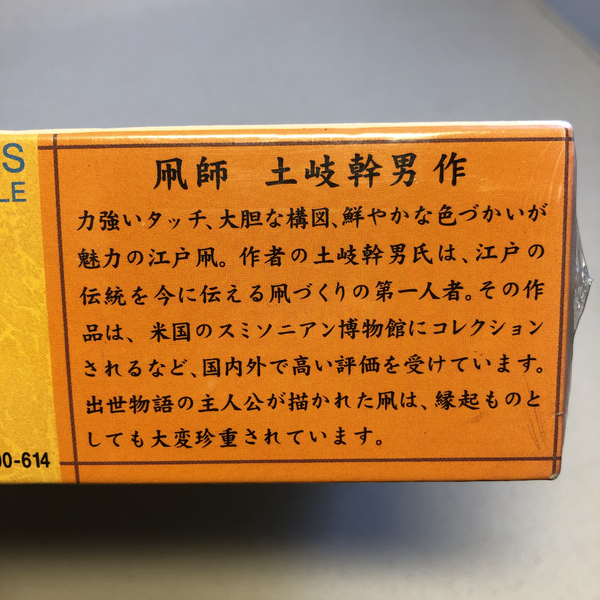 凧師 土岐幹男作
力強いタッチ、大胆な構図、鮮やかな色づかいが
魅力の江戸凧。作者の土岐幹男氏は、江戸の
伝統を今に伝える凧づくりの第一人者。その作
品は、米国のスミソニアン博物館にコレクション
されるなど、国内外で高い評価を受けています。
出世物語の主人公が描かれた凧は、縁起ものと
しても大変珍重されています。
S
LE
00-614